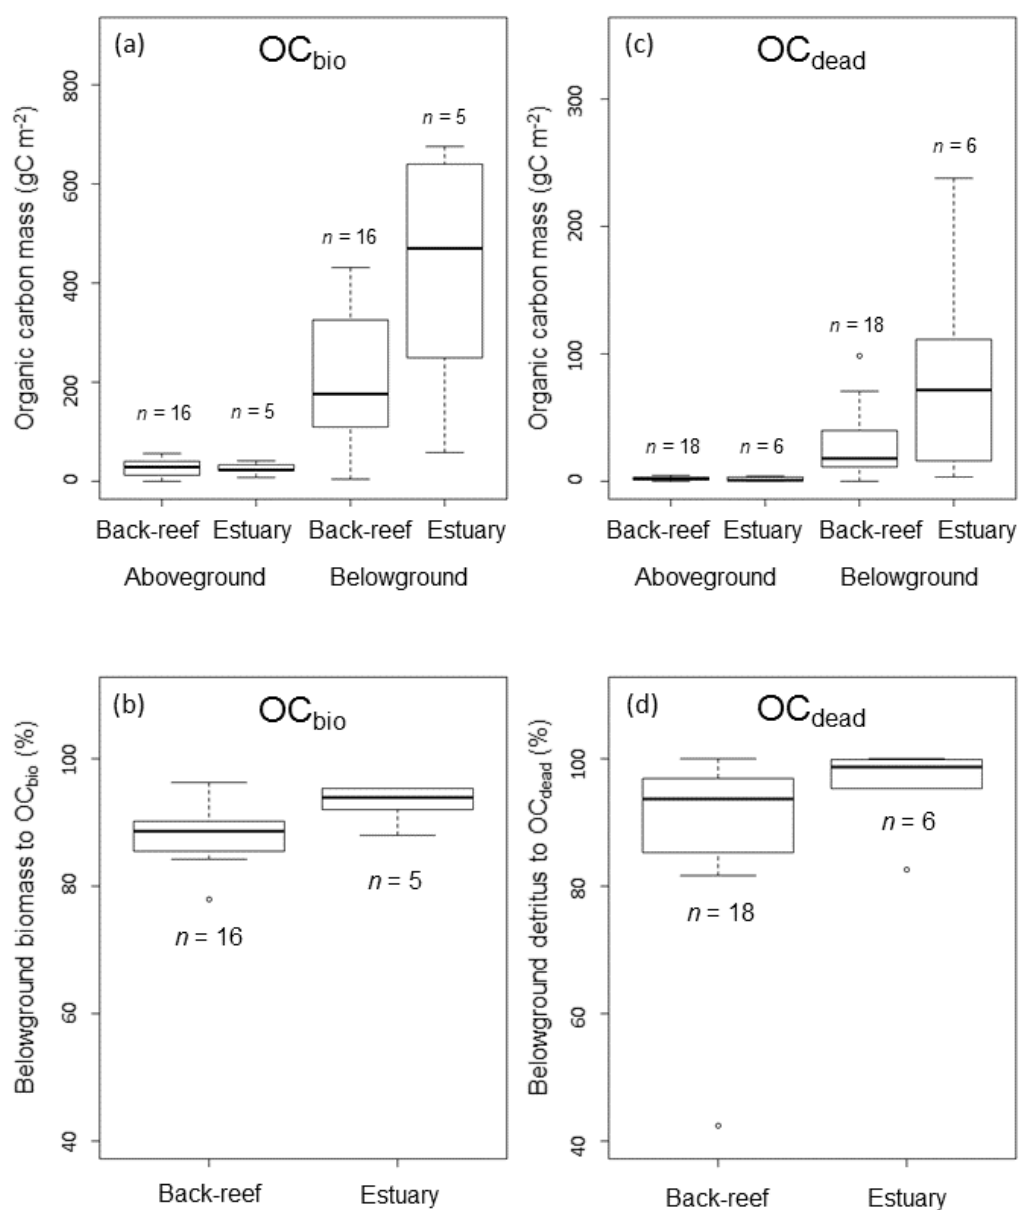 (a)
OCbio
Organic carbon mass (gC m-2)
800
600
400
200
0
n = 16
n = 5
n = 16
n = 5
Back-reef Estuary Back-reef Estuary
Aboveground Belowground
(c)
OCdead
Organic carbon mass (gC m-2)
300
200
100
0
n = 18
n = 6
n = 18
n = 6
Back-reef Estuary Back-reef Estuary
Aboveground Belowground
(b)
OCbio
Belowground biomass to OCbio (%)
100
80
60
40
n = 16
n = 5
Back-reef Estuary
(d)
OCdead
Belowground detritus to OCdead (%)
100
80
60
40
n = 18
n = 6
Back-reef Estuary